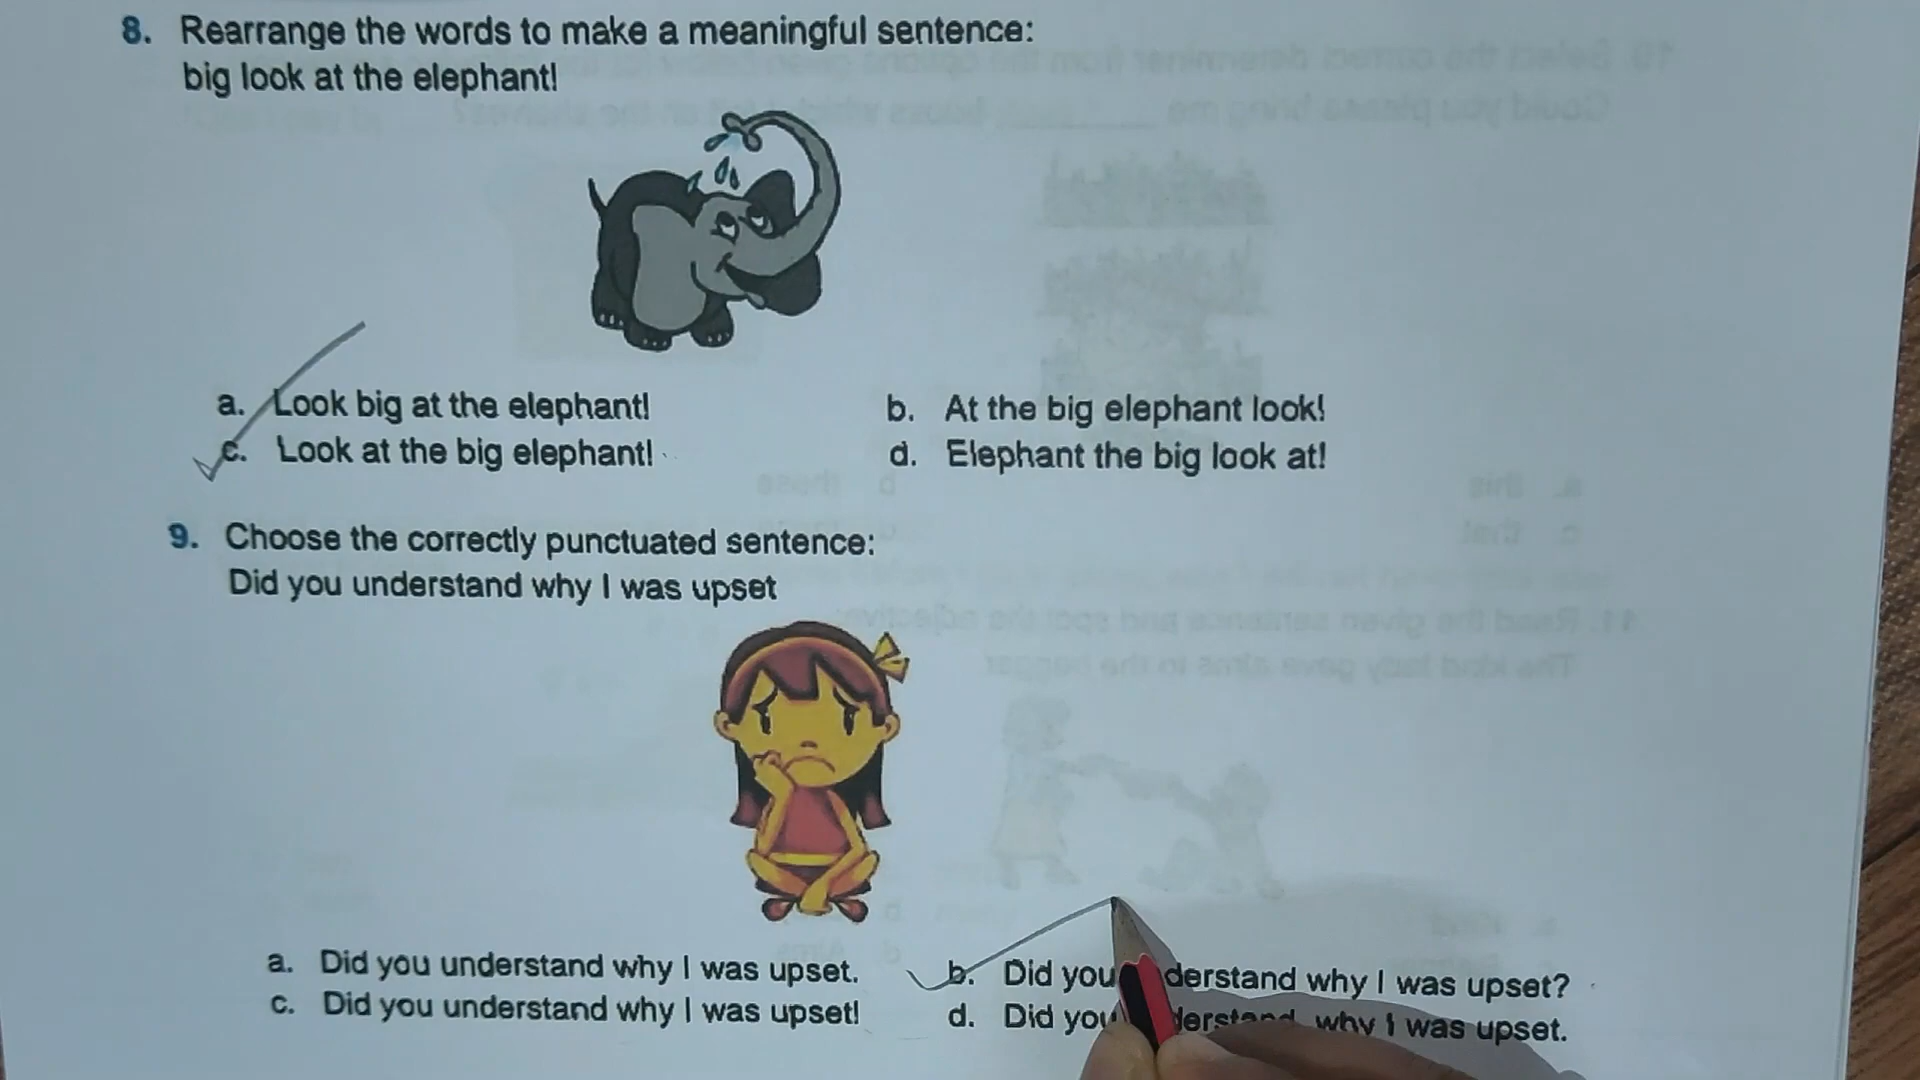 8. Rearrange the words to make a meaningful sentence:
big look at the elephant!
a. Look big at the elephant!
b. At the big elephant look!
c. Look at the big elephant!
d. Elephant the big look at!
9. Choose the correctly punctuated sentence:
Did you understand why I was upset
a. Did you understand why I was upset.
b. Did you derstand why I was upset?
c. Did you understand why I was upset!
d. Did you why I was upset.